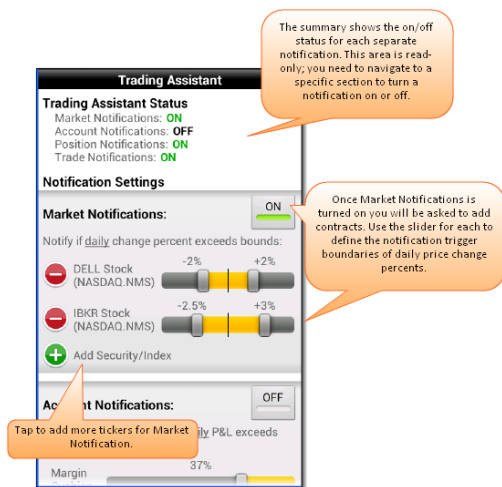 The summary shows the on/off
status for each separate
notification. This area is read-
only; you need to navigate to a
specific section to turn a
notification on or off.
Trading Assistant
Trading Assistant Status
Market Notifications: ON
Account Notifications: OFF
Position Notifications: ON
Trade Notifications: ON
Notification Settings
Market Notifications:
ON
Once Market Notifications is
turned on you will be asked to add
contracts. Use the slider for each to
define the notification trigger
boundaries of daily price change
percents.
Notify if daily change percent exceeds bounds:
DELL Stock
(NASDAQ.NMS)
-2%
+2%
IBKR Stock
(NASDAQ.NMS)
-2.5%
+3%
Add Security/Index
Notifications:
OFF
Tap to add more tickers for Market
Notification.
P&L exceeds
37%
Margin